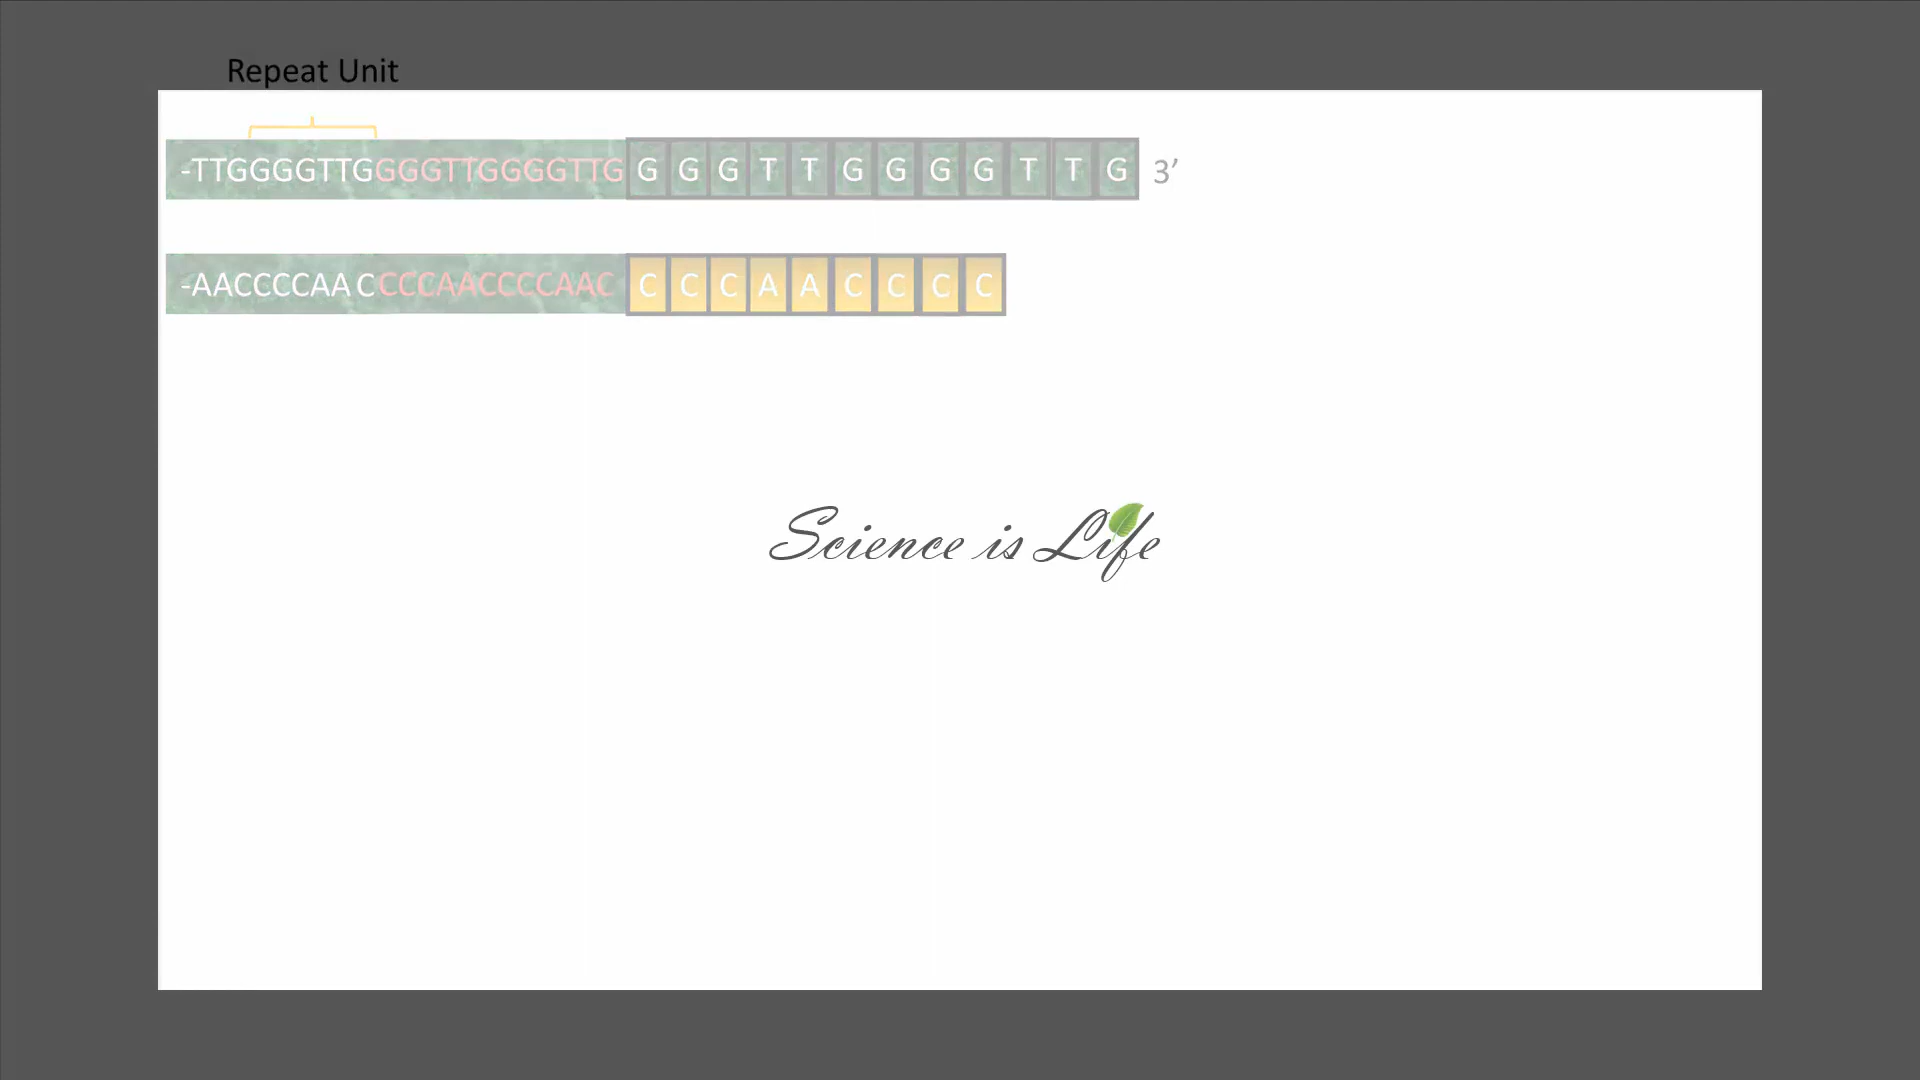 Repeat Unit
-TTGGGGTTGGGGTTGGGGTTG G G G T T G G G G T T G 3’
-AACCCCAA CCCCAACCCCAAC C C C A A C C C C
Science is Life